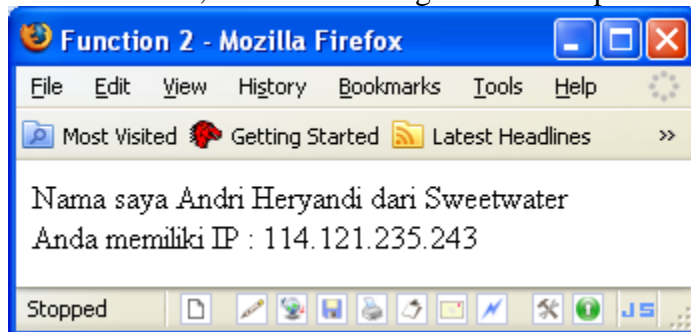 Function 2 - Mozilla Firefox
File Edit View History Bookmarks Tools Help
Most Visited Getting Started Latest Headlines »
Nama saya Andri Heryandi dari Sweetwater
Anda memiliki IP : 114.121.235.243
Stopped JS